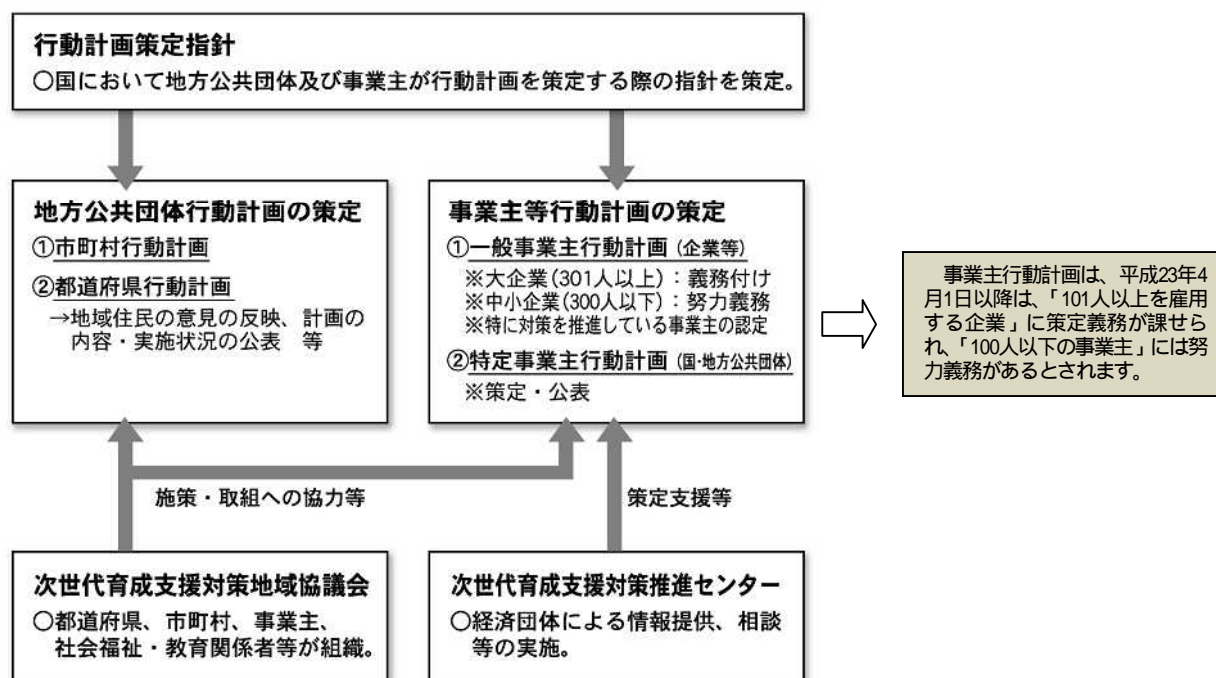 行動計画策定指針
○国において地方公共団体及び事業主が行動計画を策定する際の指針を策定。
地方公共団体行動計画の策定
①市町村行動計画
②都道府県行動計画
→地域住民の意見の反映、計画の
内容・実施状況の公表 等
事業主等行動計画の策定
①一般事業主行動計画(企業等)
※大企業(301人以上):義務付け
※中小企業(300人以下):努力義務
※特に対策を推進している事業主の認定
②特定事業主行動計画(国・地方公共団体)
※策定・公表
事業主行動計画は、平成23年4
月1日以降は、「101人以上を雇用
する企業」に策定義務が課せら
れ、「100人以下の事業主」には努
力義務があるとされます。
施策・取組への協力等
策定支援等
次世代育成支援対策地域協議会
○都道府県、市町村、事業主、
社会福祉・教育関係者等が組織。
次世代育成支援対策推進センター
○経済団体による情報提供、相談
等の実施。